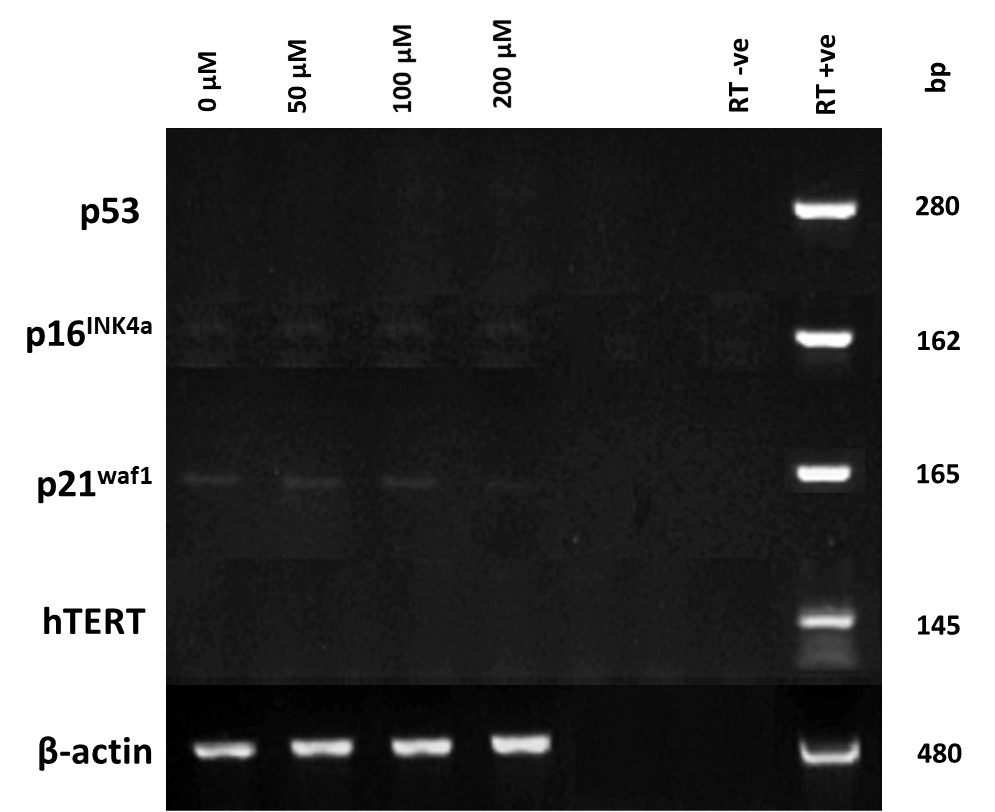 0 µM
50 µM
100 µM
200 µM
RT -ve
RT +ve
bp
p53
280
p16INK4a
162
p21waf1
165
hTERT
145
β-actin
480